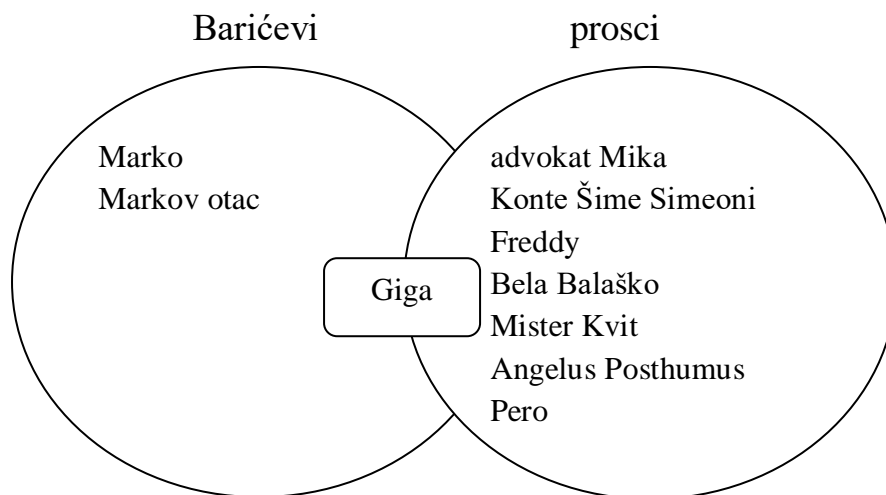 Barićevi
prosci
Marko
Markov otac
advokat Mika
Konte Šime Simeoni
Freddy
Giga
Bela Balaško
Mister Kvit
Angelus Posthumus
Pero